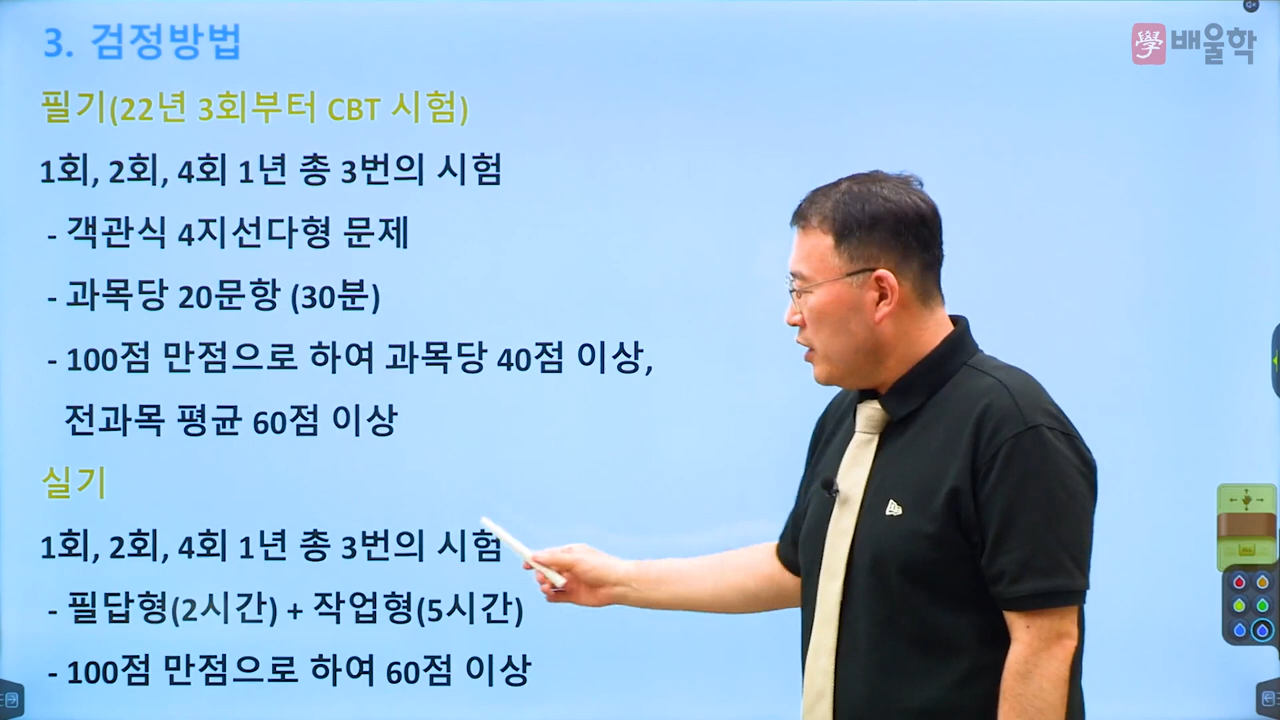 3. 검정방법
學 배울학
필기(22년 3회부터 CBT 시험)
1회, 2회, 4회 1년 총 3번의 시험
- 객관식 4지선다형 문제
- 과목당 20문항 (30분)
- 100점 만점으로 하여 과목당 40점 이상,
전과목 평균 60점 이상
실기
1회, 2회, 4회 1년 총 3번의 시험
- 필답형(2시간) + 작업형(5시간)
- 100점 만점으로 하여 60점 이상